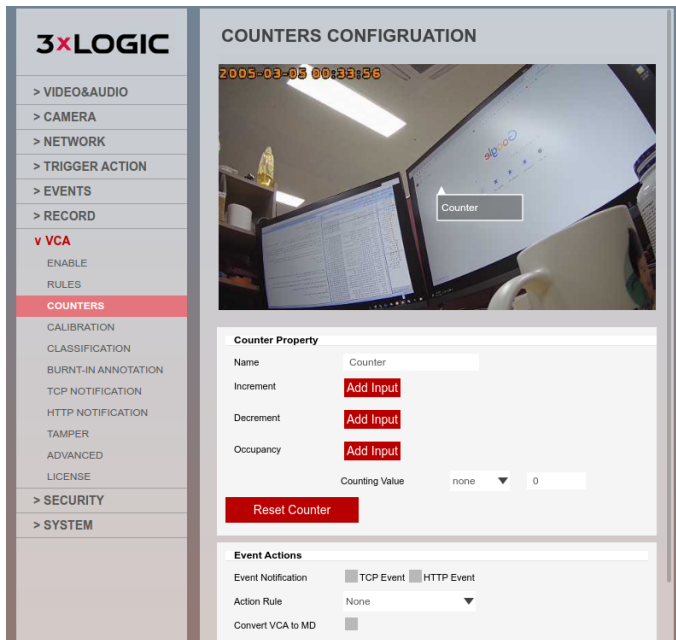 3xLOGIC
> VIDEO&AUDIO
> CAMERA
> NETWORK
> TRIGGER ACTION
> EVENTS
> RECORD
v VCA
ENABLE
RULES
COUNTERS
CALIBRATION
CLASSIFICATION
BURNT-IN ANNOTATION
TCP NOTIFICATION
HTTP NOTIFICATION
TAMPER
ADVANCED
LICENSE
> SECURITY
> SYSTEM
COUNTERS CONFIGRUATION
2005-03-05 00:33:56
Google
Counter
Counter Property
Name Counter
Increment Add Input
Decrement Add Input
Occupancy Add Input
Counting Value none 0
Reset Counter
Event Actions
Event Notification TCP Event HTTP Event
Action Rule None
Convert VCA to MD